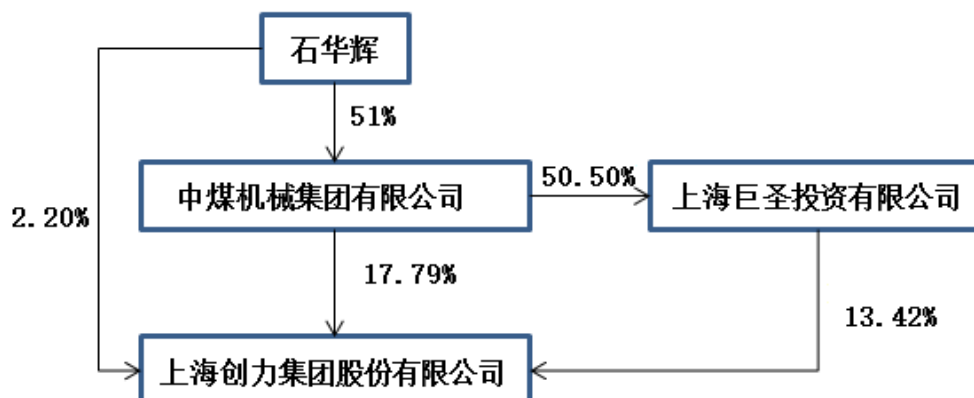 石华辉
51%
中煤机械集团有限公司
50.50%
上海巨圣投资有限公司
2.20%
17.79%
13.42%
上海创力集团股份有限公司